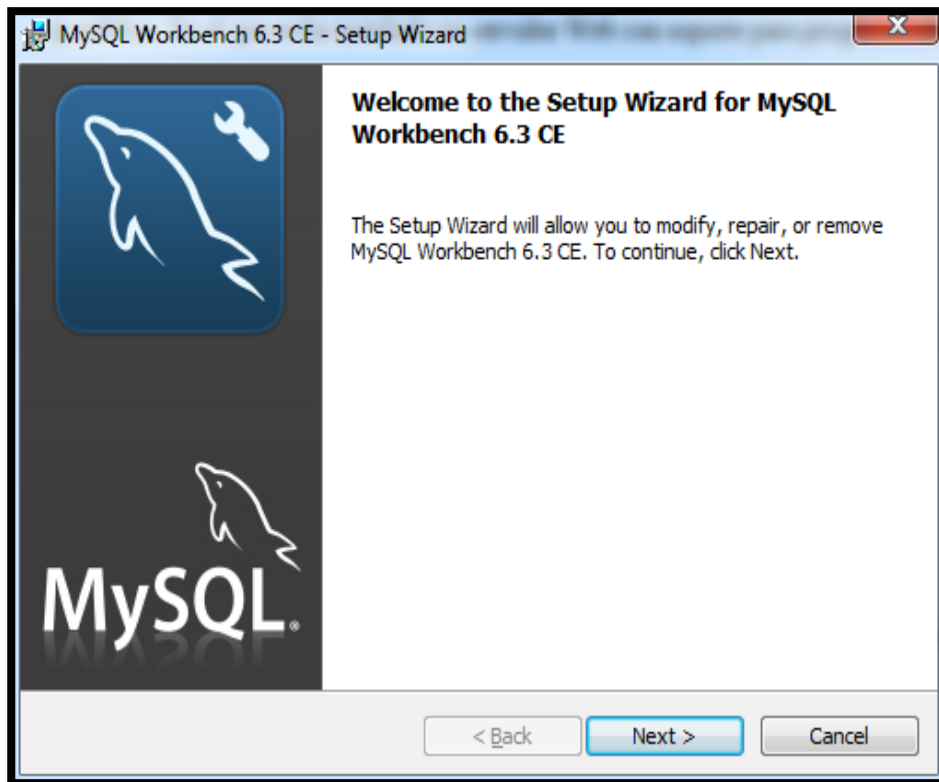 MySQL Workbench 6.3 CE - Setup Wizard
X
Welcome to the Setup Wizard for MySQL
Workbench 6.3 CE
The Setup Wizard will allow you to modify, repair, or remove
MySQL Workbench 6.3 CE. To continue, click Next.
MySQL®
< Back
Next >
Cancel